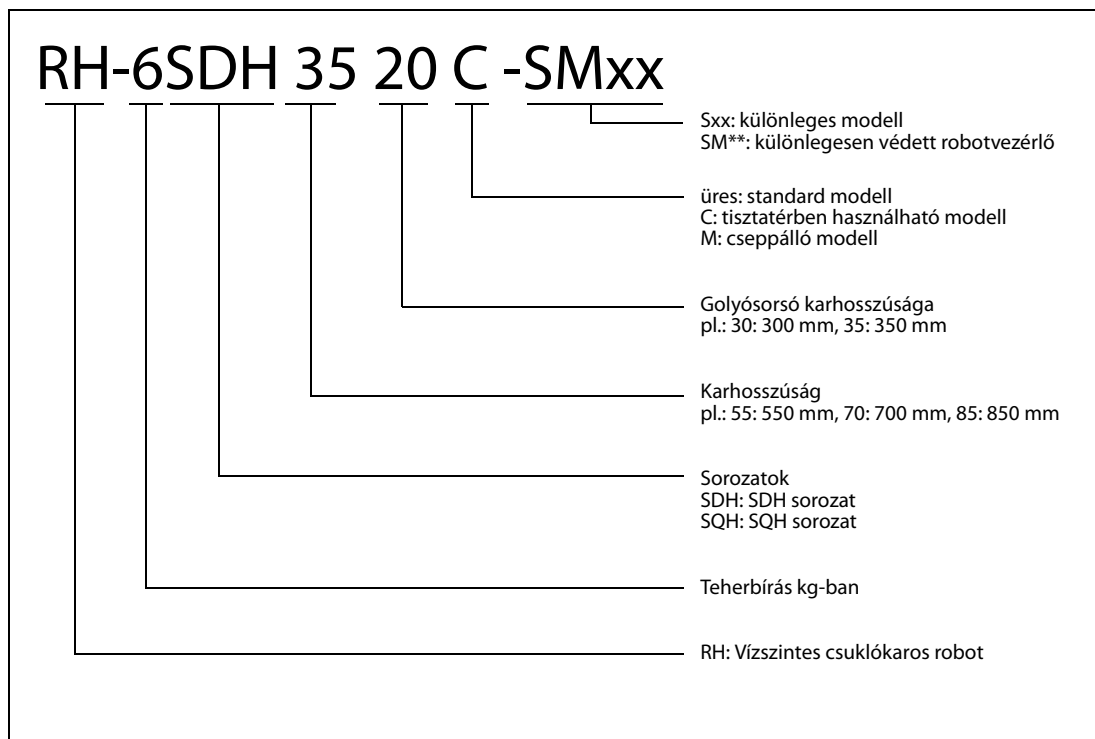 RH-6SDH 35 20 C -SMxx
Sxx: különleges modell
SM**: különlegesen védett robotvezérlő
üres: standard modell
C: tisztatérben használható modell
M: cseppálló modell
Golyósorsó karhosszúsága
pl.: 30: 300 mm, 35: 350 mm
Karhosszúság
pl.: 55: 550 mm, 70: 700 mm, 85: 850 mm
Sorozatok
SDH: SDH sorozat
SQH: SQH sorozat
Teherbírás kg-ban
RH: Vízszintes csuklókaros robot